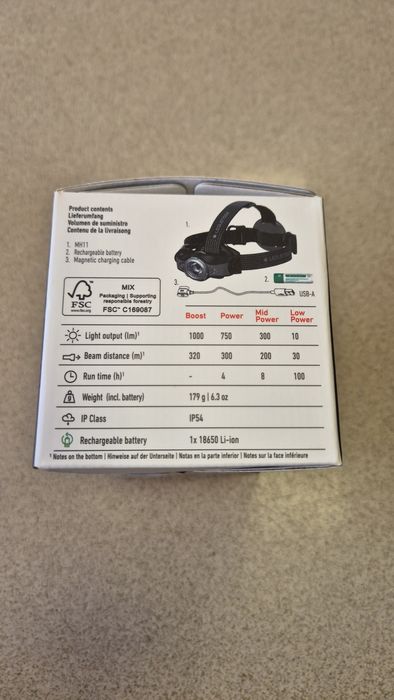 Product contents
Lieferumfang
Volumen de suministro
Contenu de la livraison
1. MH11
2. Rechargeable battery
3. Magnetic charging cable
1.
2.
3.
USB-A
FSC
www.fsc.org
MIX
Packaging | Supporting
responsible forestry
FSC™ C169087
Boost Power Mid Power Low Power
Light output (lm)¹ 1000 750 300 10
Beam distance (m)¹ 320 300 200 30
Run time (h)¹ - 4 8 100
Weight (incl. battery) 179 g | 6.3 oz
IP Class IP54
Rechargeable battery 1x 18650 Li-ion
¹ Notes on the bottom | Hinweise auf der Unterseite | Notas en la parte inferior | Notes sur la face inférieure